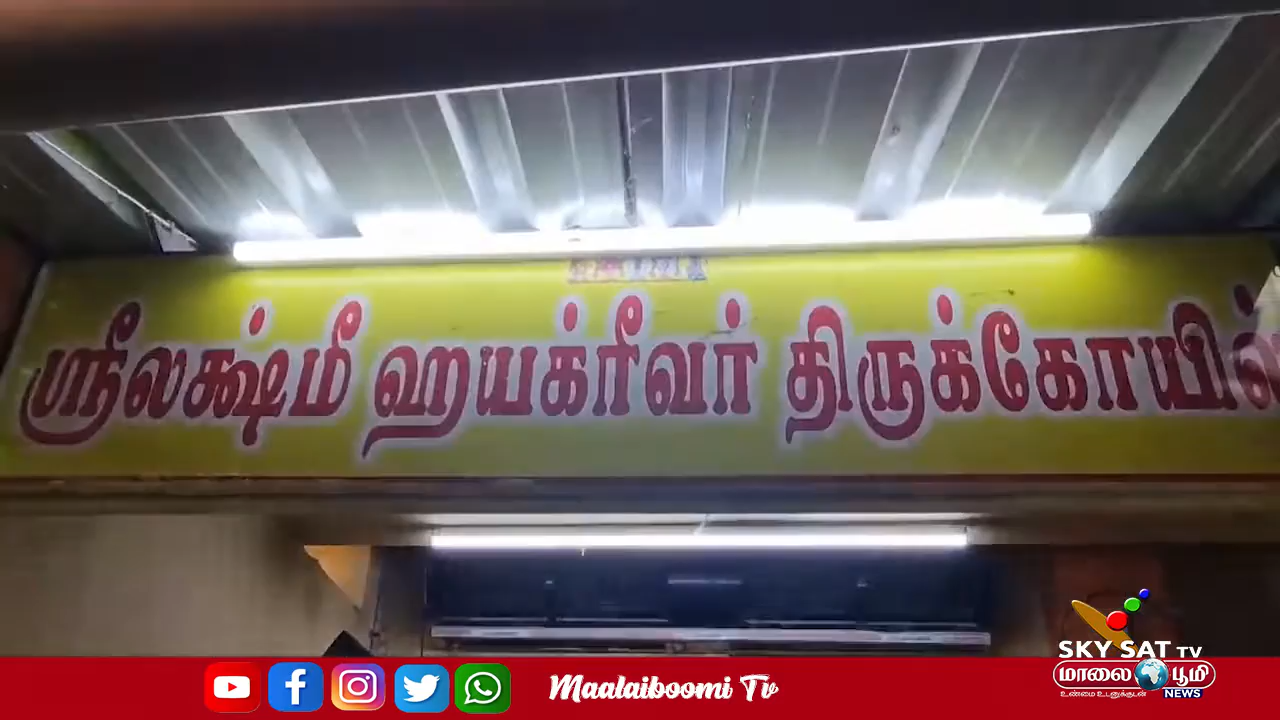 ஶ்ரீலக்ஷ்மீ ஹயக்ரீவர் திருக்கோயில்
Maalaiboomi Tv
SKY SAT TV
மாலை பூமி
உண்மை உடனுக்குடன் NEWS